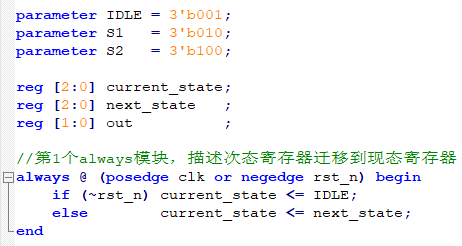 parameter IDLE = 3'b001;
parameter S1   = 3'b010;
parameter S2   = 3'b100;
reg [2:0] current_state;
reg [2:0] next_state   ;
reg [1:0] out          ;
//第1个always模块，描述次态寄存器迁移到现态寄存器
always @ (posedge clk or negedge rst_n) begin
    if (~rst_n) current_state <= IDLE;
    else        current_state <= next_state;
end